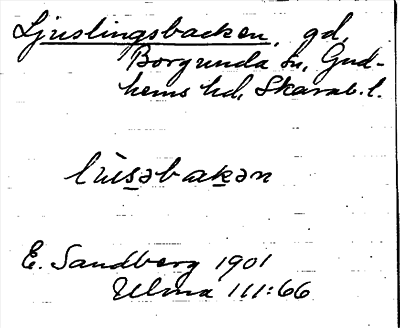 Ljuslingsbacken, gd,
Borgunda sn, Gud-
hems hd, Skarab. l.
lùsəbakən
E. Sandberg 1901
Ulma 111:66